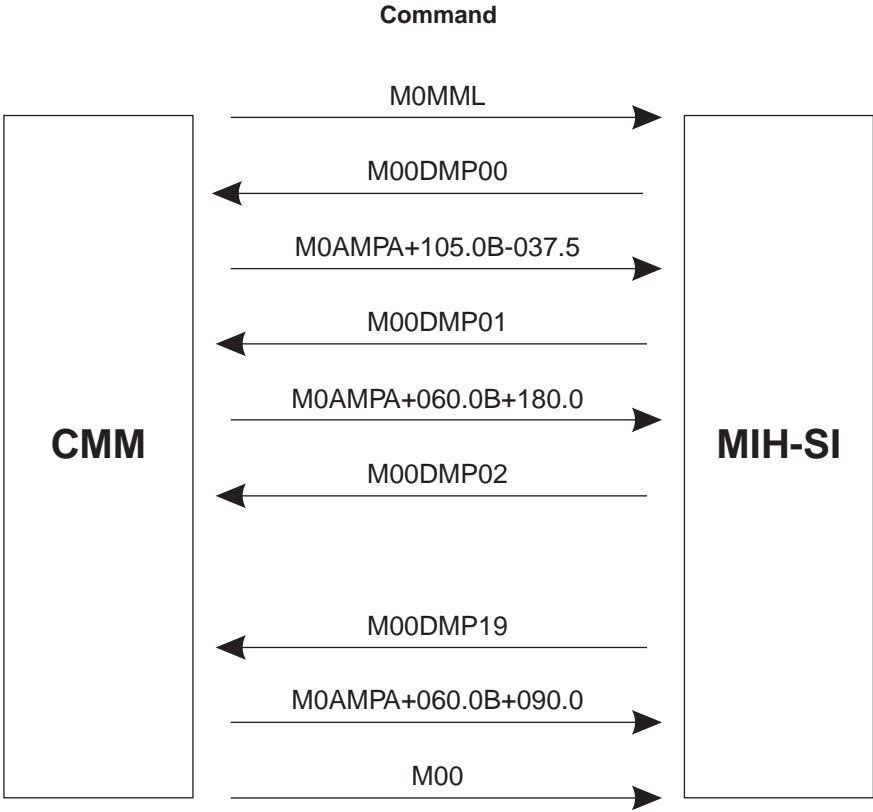 Command
M0MML
M00DMP00
M0AMPA+105.0B-037.5
M00DMP01
M0AMPA+060.0B+180.0
CMM
MIH-SI
M00DMP02
M00DMP19
M0AMPA+060.0B+090.0
M00